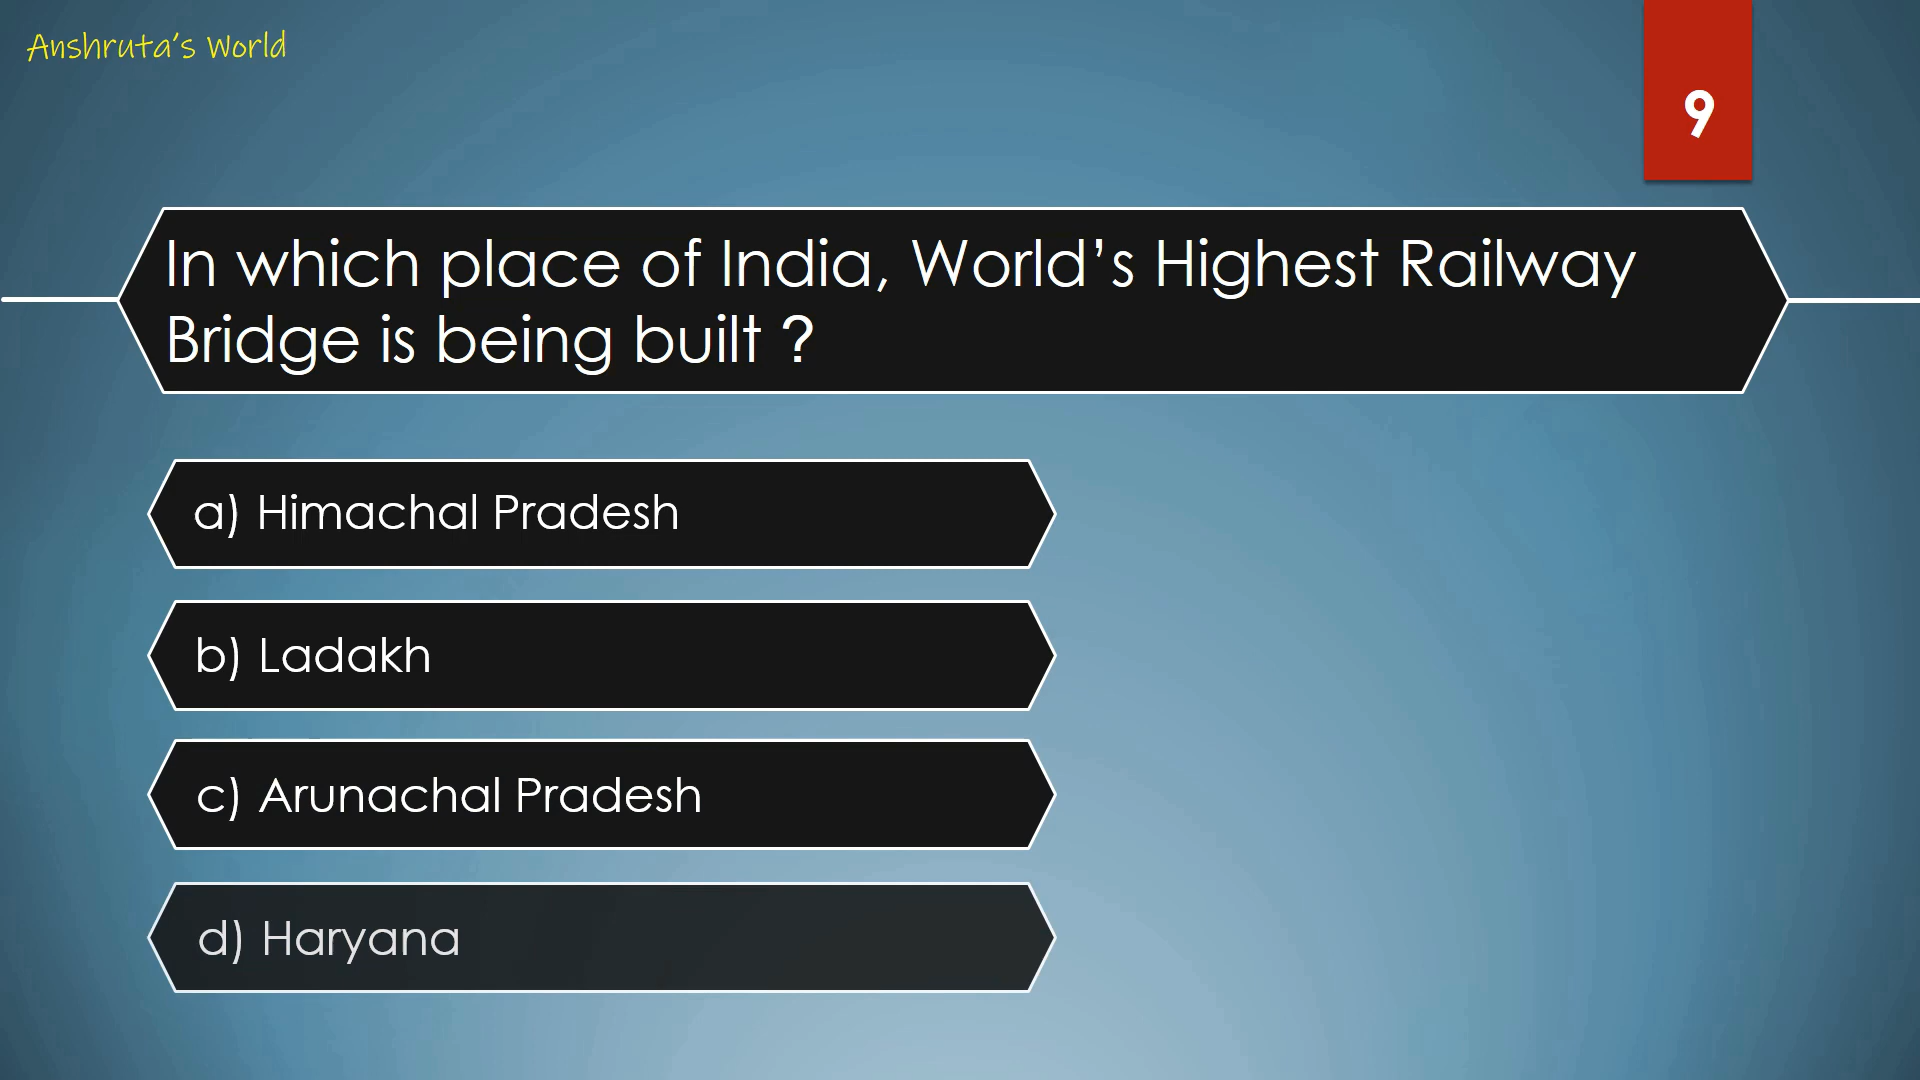 Anshruta's World
9
In which place of India, World’s Highest Railway
Bridge is being built ?
a) Himachal Pradesh
b) Ladakh
c) Arunachal Pradesh
d) Haryana